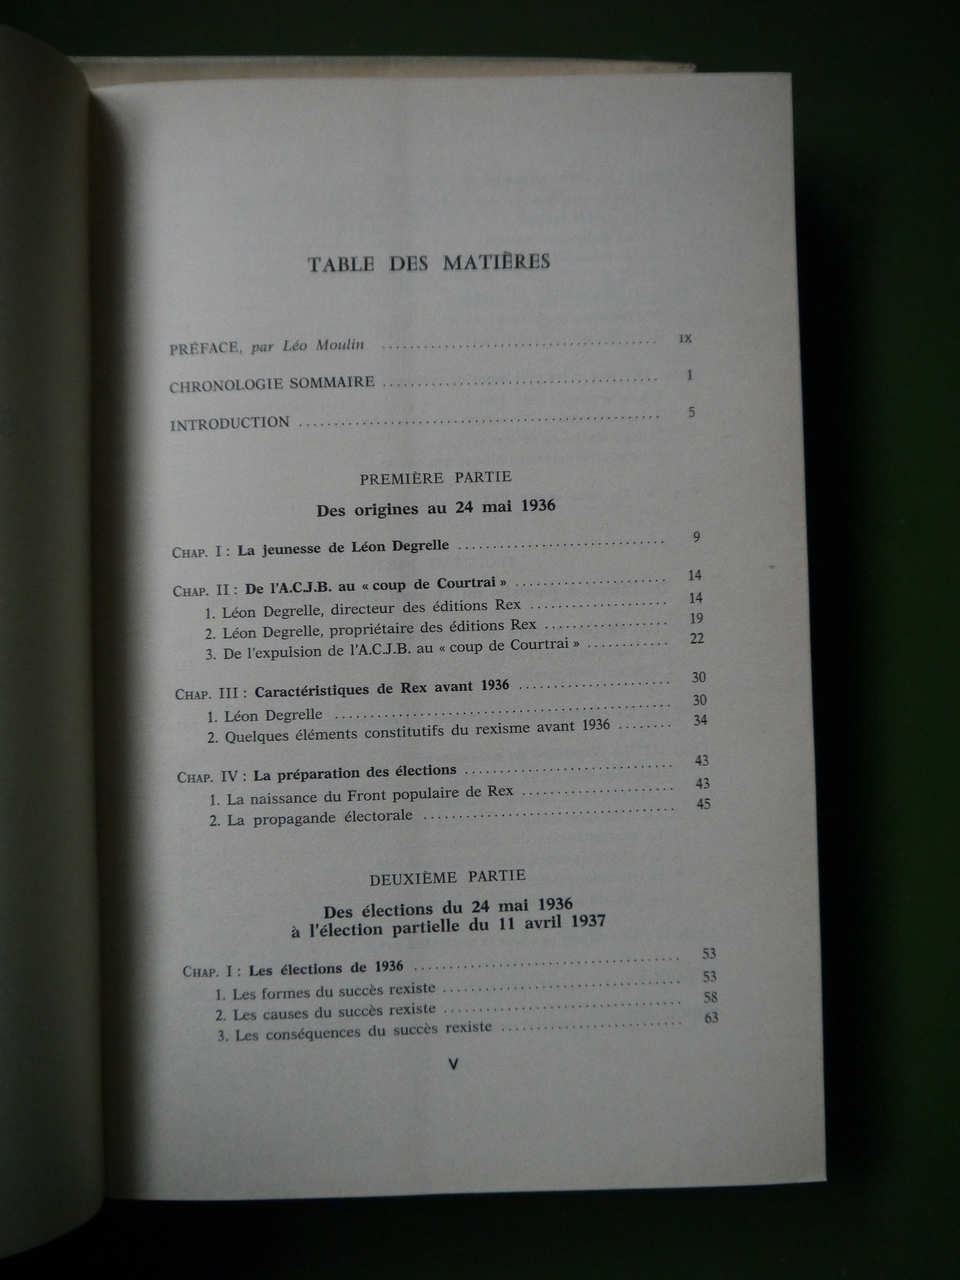 TABLE DES MATIÈRES
PRÉFACE, par Léo Moulin ........................................ IX
CHRONOLOGIE SOMMAIRE ........................................ 1
INTRODUCTION ........................................ 5
PREMIÈRE PARTIE
Des origines au 24 mai 1936
CHAP. I : La jeunesse de Léon Degrelle ........................................ 9
CHAP. II : De l'A.C.J.B. au « coup de Courtrai » ........................................ 14
1. Léon Degrelle, directeur des éditions Rex ........................................ 14
2. Léon Degrelle, propriétaire des éditions Rex ........................................ 19
3. De l'expulsion de l'A.C.J.B. au « coup de Courtrai » ........................................ 22
CHAP. III : Caractéristiques de Rex avant 1936 ........................................ 30
1. Léon Degrelle ........................................ 30
2. Quelques éléments constitutifs du rexisme avant 1936 ........................................ 34
CHAP. IV : La préparation des élections ........................................ 43
1. La naissance du Front populaire de Rex ........................................ 43
2. La propagande électorale ........................................ 45
DEUXIÈME PARTIE
Des élections du 24 mai 1936
à l'élection partielle du 11 avril 1937
CHAP. I : Les élections de 1936 ........................................ 53
1. Les formes du succès rexiste ........................................ 53
2. Les causes du succès rexiste ........................................ 58
3. Les conséquences du succès rexiste ........................................ 63
V